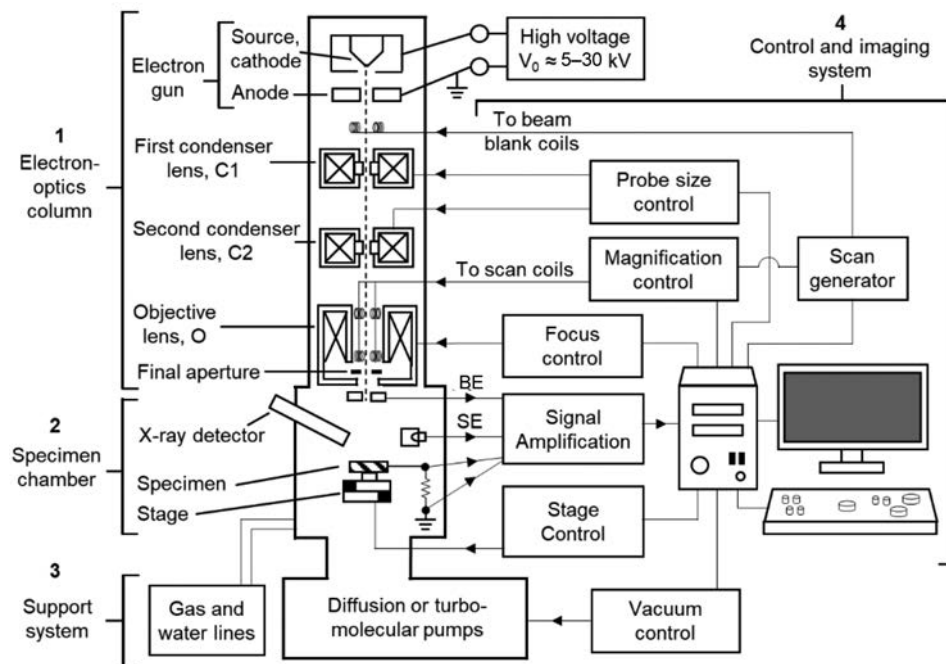 4
Control and imaging
system
Source,
cathode
Electron
gun
Anode
High voltage
V₀ ≈ 5–30 kV
1
Electron-
optics
column
To beam
blank coils
First condenser
lens, C1
Probe size
control
Second condenser
lens, C2
To scan coils
Magnification
control
Scan
generator
Objective
lens, O
Focus
control
Final aperture
BE
2
Specimen
chamber
X-ray detector
SE
Signal
Amplification
Specimen
Stage
Stage
Control
3
Support
system
Gas and
water lines
Diffusion or turbo-
molecular pumps
Vacuum
control